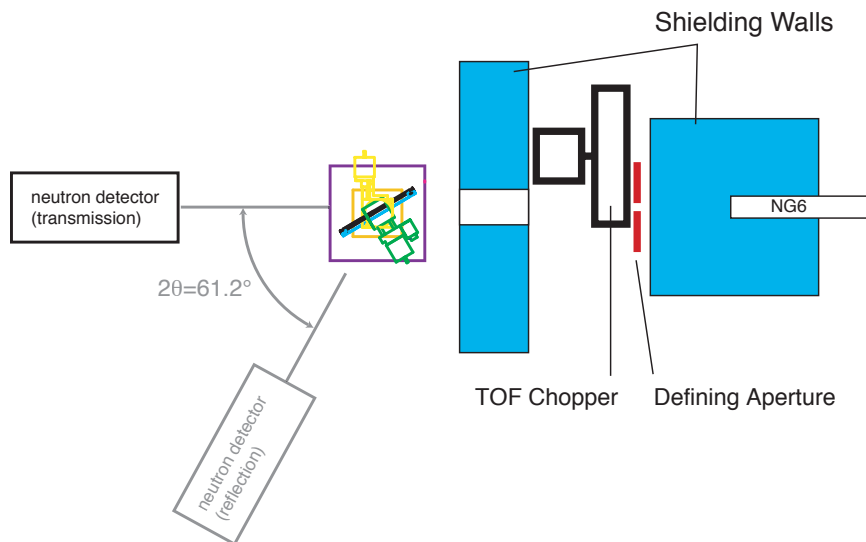 Shielding Walls
neutron detector
(transmission)
NG6
2θ=61.2°
TOF Chopper
Defining Aperture
neutron detector
(reflection)